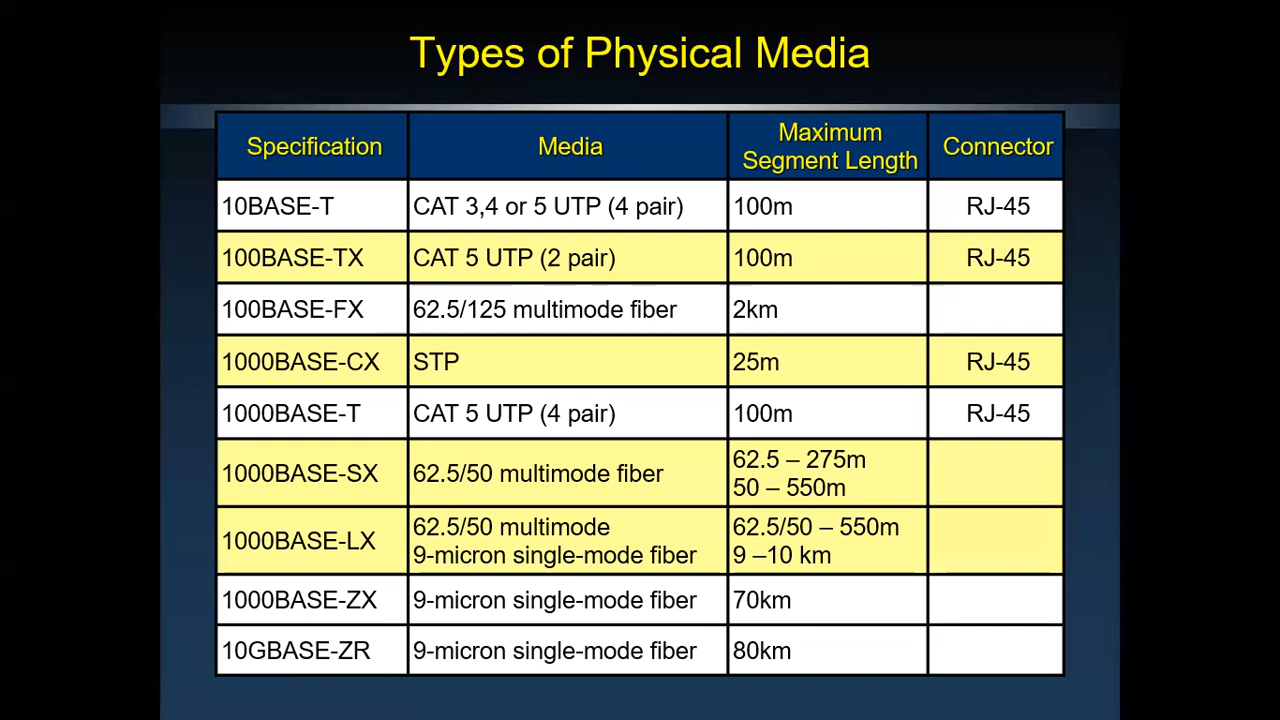 Types of Physical Media
Specification Media Maximum Segment Length Connector
10BASE-T CAT 3,4 or 5 UTP (4 pair) 100m RJ-45
100BASE-TX CAT 5 UTP (2 pair) 100m RJ-45
100BASE-FX 62.5/125 multimode fiber 2km
1000BASE-CX STP 25m RJ-45
1000BASE-T CAT 5 UTP (4 pair) 100m RJ-45
1000BASE-SX 62.5/50 multimode fiber 62.5 – 275m
50 – 550m
1000BASE-LX 62.5/50 multimode 62.5/50 – 550m
9-micron single-mode fiber 9 –10 km
1000BASE-ZX 9-micron single-mode fiber 70km
10GBASE-ZR 9-micron single-mode fiber 80km